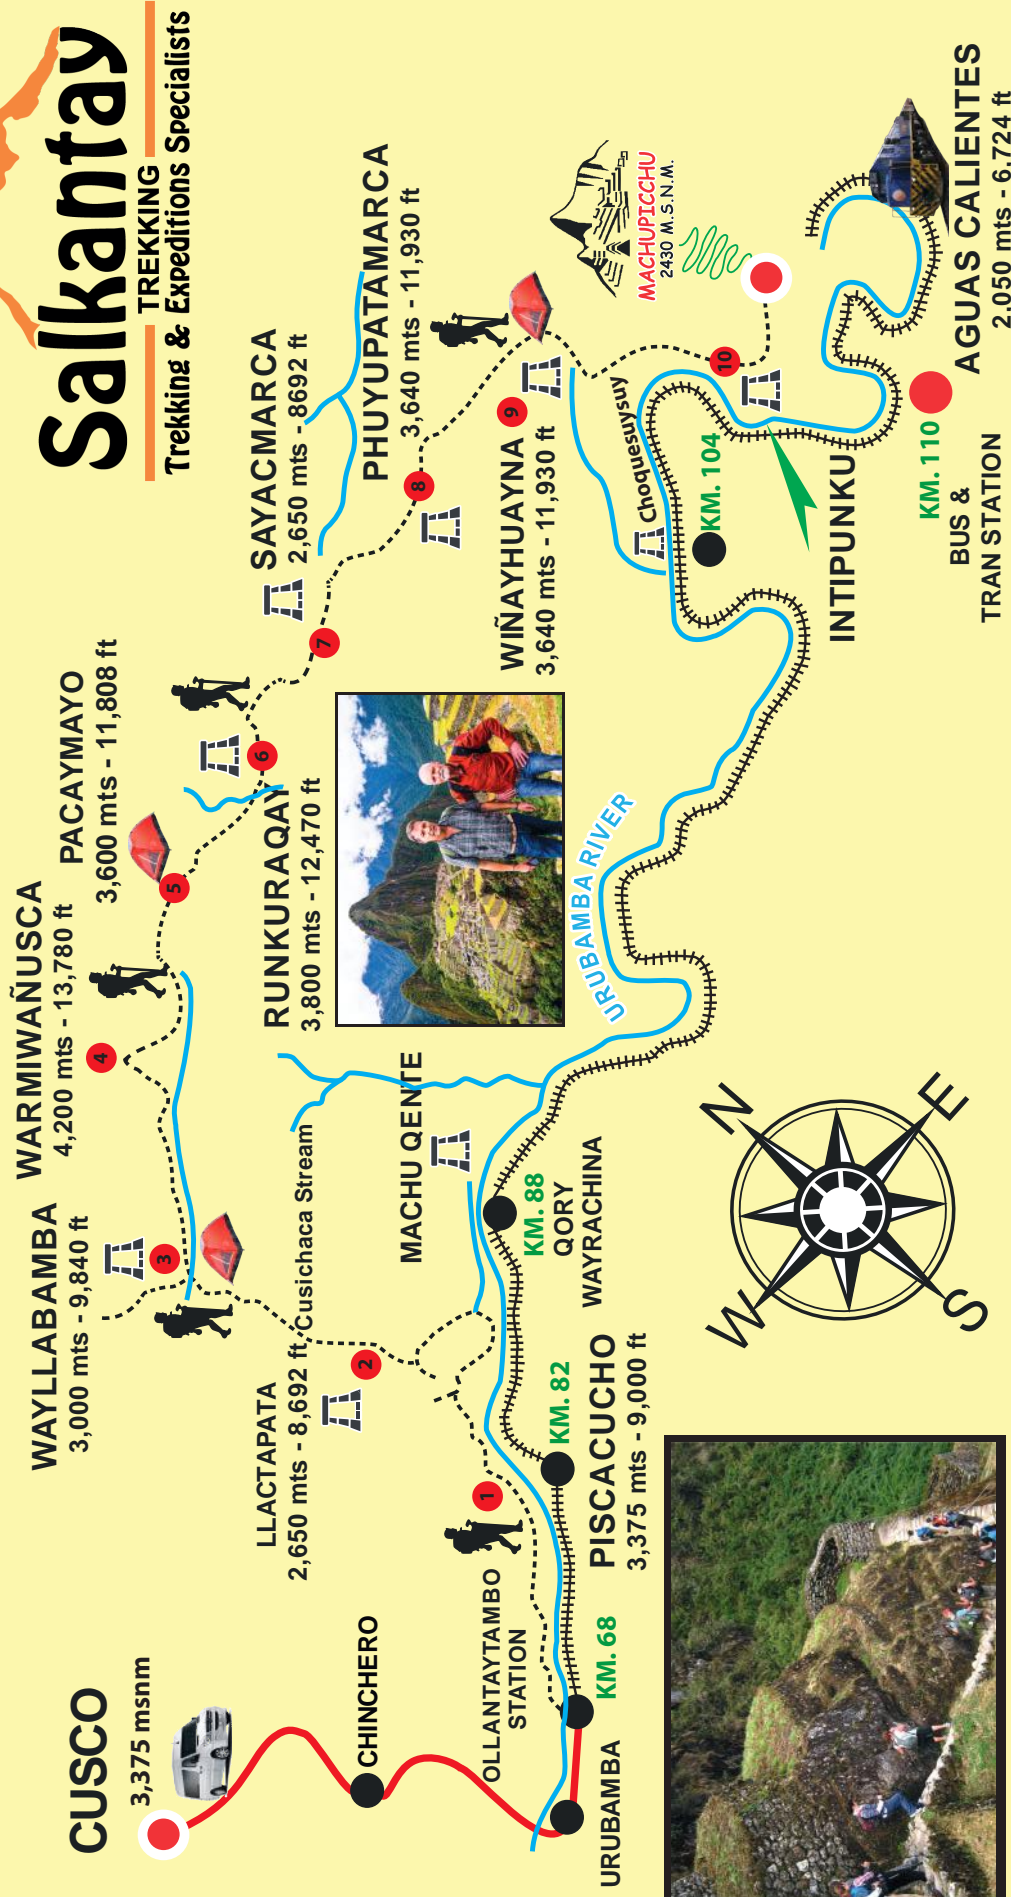 Salkantay
TREKKING
Trekking & Expeditions Specialists
CUSCO
3,375 msnm
CHINCHERO
URUBAMBA
OLLANTAYTAMBO
STATION
KM. 68
PISCACUCHO
3,375 mts - 9,000 ft
KM. 82
1
LLACTAPATA
2,650 mts - 8,692 ft
2
Cusichaca Stream
WAYLLABAMBA
3,000 mts - 9,840 ft
3
WARMIWAÑUSCA
4,200 mts - 13,780 ft
4
PACAYMAYO
3,600 mts - 11,808 ft
5
RUNKURAQAY
3,800 mts - 12,470 ft
6
SAYACMARCA
2,650 mts - 8692 ft
7
PHUYUPATAMARCA
3,640 mts - 11,930 ft
8
WIÑAYHUAYNA
3,640 mts - 11,930 ft
9
MACHU QENTE
KM. 88
QORY
WAYRACHINA
URUBAMBA RIVER
Choquesuysuy
KM. 104
INTIPUNKU
10
MACHUPICCHU
2430 M.S.N.M.
KM. 110
BUS &
TRAN STATION
AGUAS CALIENTES
2,050 mts - 6,724 ft
N
E
S
W